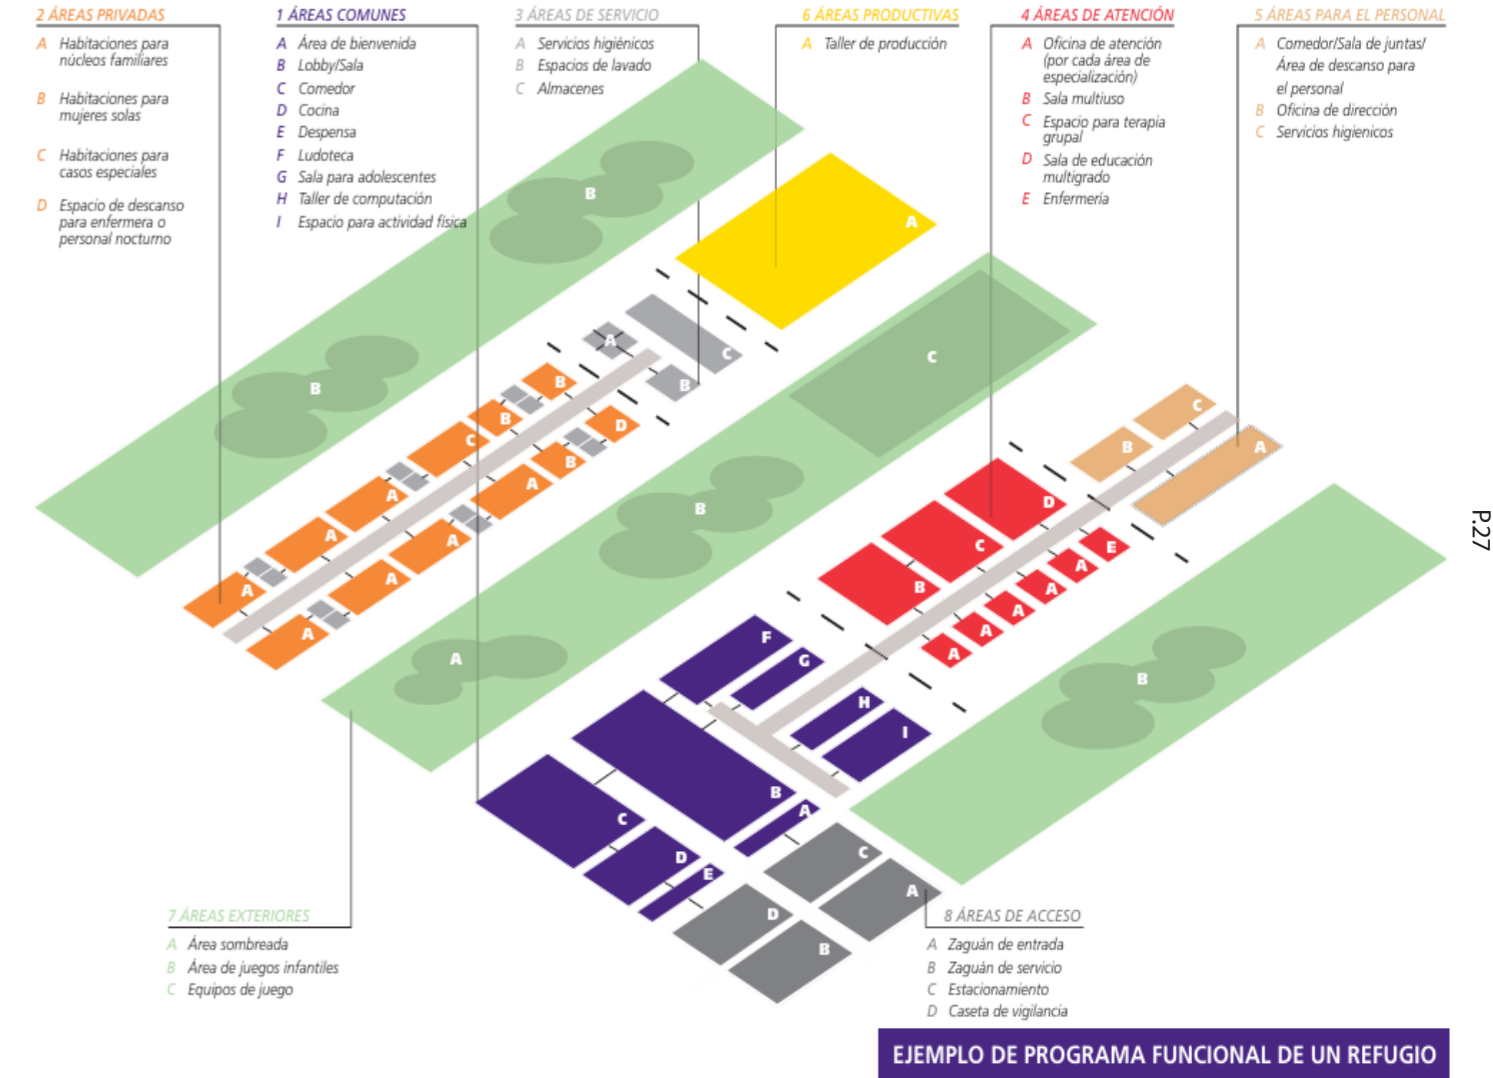 2 ÁREAS PRIVADAS
A Habitaciones para
núcleos familiares
B Habitaciones para
mujeres solas
C Habitaciones para
casos especiales
D Espacio de descanso
para enfermera o
personal nocturno
1 ÁREAS COMUNES
A Área de bienvenida
B Lobby/Sala
C Comedor
D Cocina
E Despensa
F Ludoteca
G Sala para adolescentes
H Taller de computación
I Espacio para actividad física
3 ÁREAS DE SERVICIO
A Servicios higiénicos
B Espacios de lavado
C Almacenes
6 ÁREAS PRODUCTIVAS
A Taller de producción
4 ÁREAS DE ATENCIÓN
A Oficina de atención
(por cada área de
especialización)
B Sala multiuso
C Espacio para terapia
grupal
D Sala de educación
multigrado
E Enfermería
5 ÁREAS PARA EL PERSONAL
A Comedor/Sala de juntas/
Área de descanso para
el personal
B Oficina de dirección
C Servicios higienicos
B
A
B
C
A
C
B
B
B
C
A
A
A
A
D
B
A
A
A
A
C
B
A
C
B
A
D
C
B
E
A
A
A
A
A
A
B
F
G
H
I
B
A
C
D
E
C
A
D
B
P.27
7 ÁREAS EXTERIORES
A Área sombreada
B Área de juegos infantiles
C Equipos de juego
8 ÁREAS DE ACCESO
A Zaguán de entrada
B Zaguán de servicio
C Estacionamiento
D Caseta de vigilancia
EJEMPLO DE PROGRAMA FUNCIONAL DE UN REFUGIO